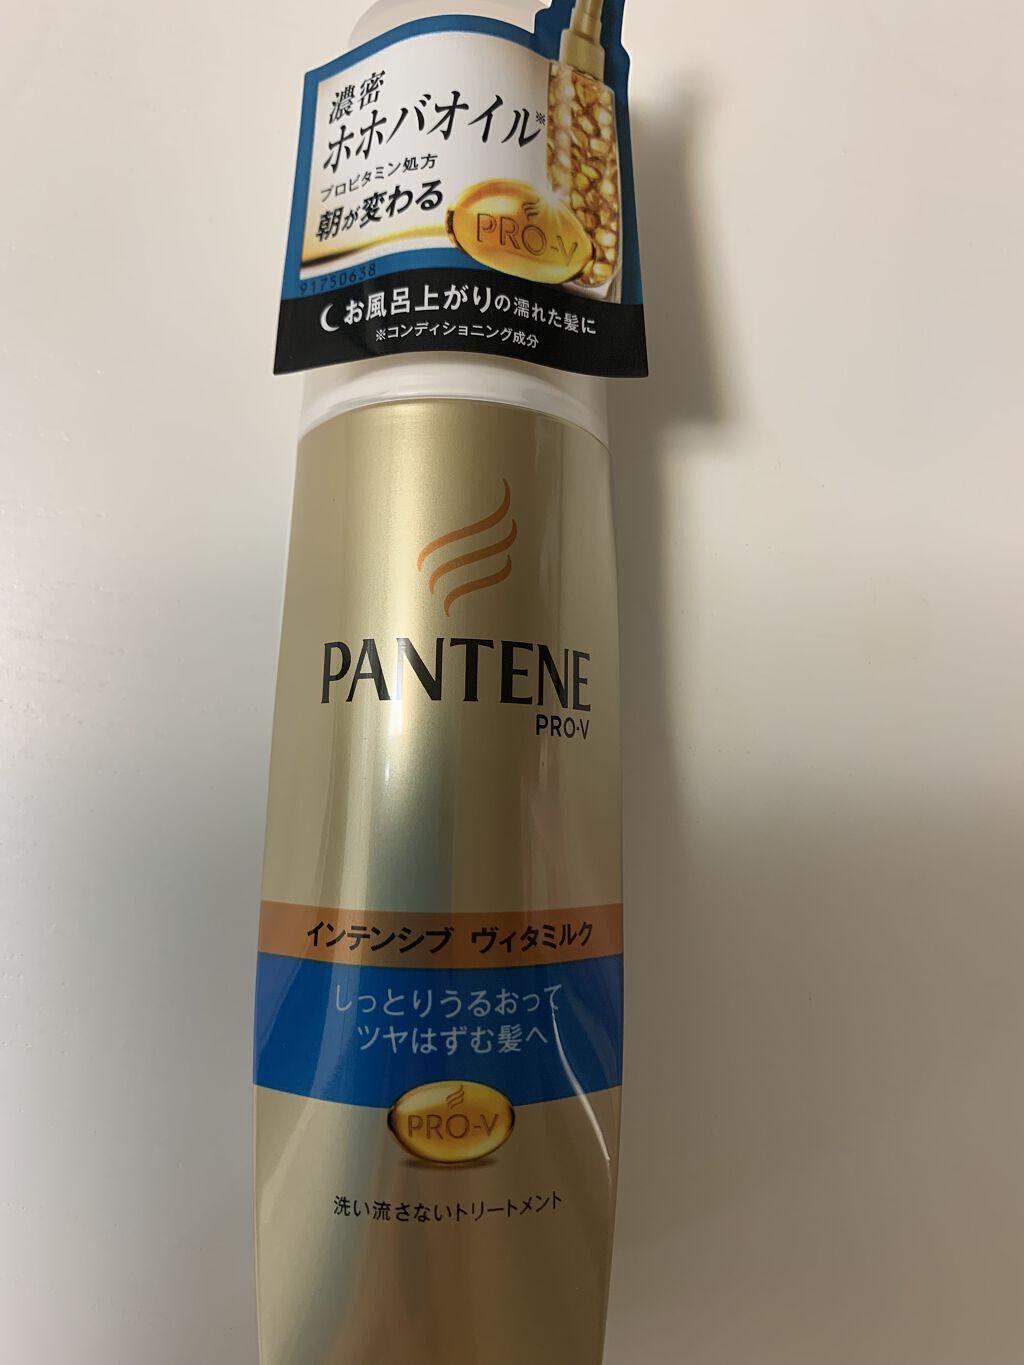 濃密
ホホバオイル※
プロビタミン処方
朝が変わる
PRO-V
91750638
お風呂上がりの濡れた髪に
※コンディショニング成分
PANTENE
PRO-V
インテンシブ ヴィタミルク
しっとりうるおって
ツヤはずむ髪へ
PRO-V
洗い流さないトリートメント